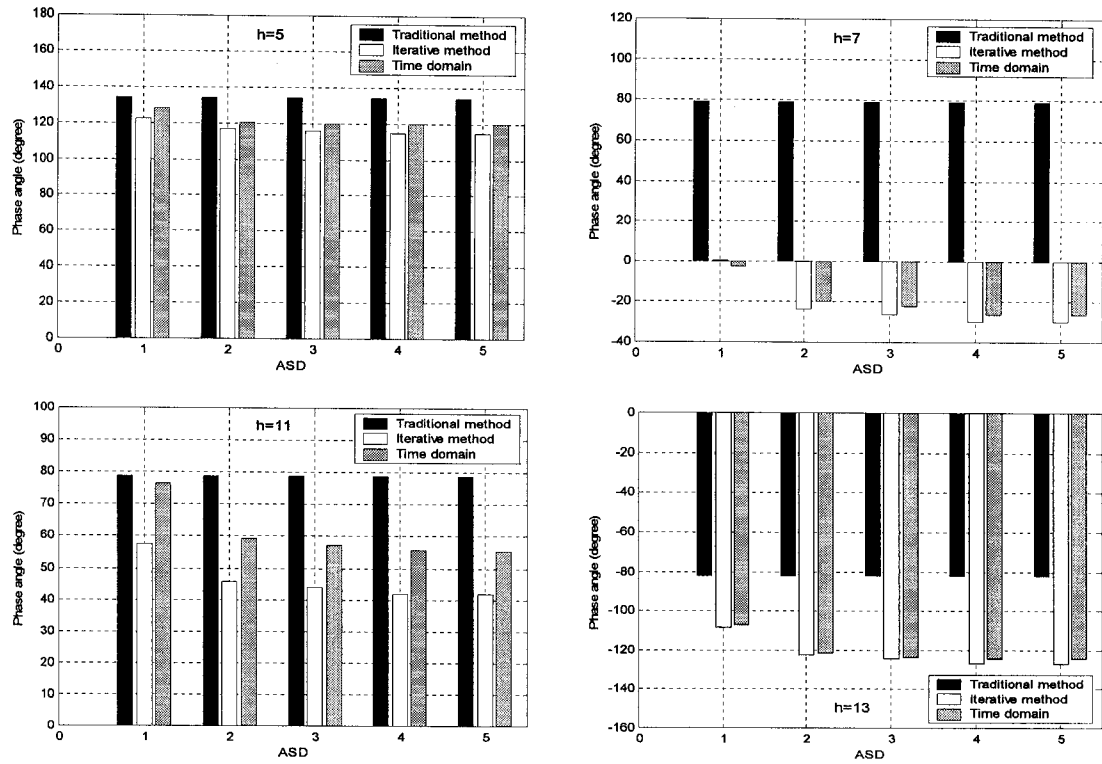 h=5
Traditional method
Iterative method
Time domain
Phase angle (degree)
180
160
140
120
100
80
60
40
20
0
0 1 2 3 4 5
ASD
h=7
Traditional method
Iterative method
Time domain
Phase angle (degree)
120
100
80
60
40
20
0
-20
-40
0 1 2 3 4 5
ASD
h=11
Traditional method
Iterative method
Time domain
Phase angle (degree)
100
90
80
70
60
50
40
30
20
10
0
0 1 2 3 4 5
ASD
Phase angle (degree)
0
-20
-40
-60
-80
-100
-120
-140
-160
h=13
Traditional method
Iterative method
Time domain
0 1 2 3 4 5
ASD